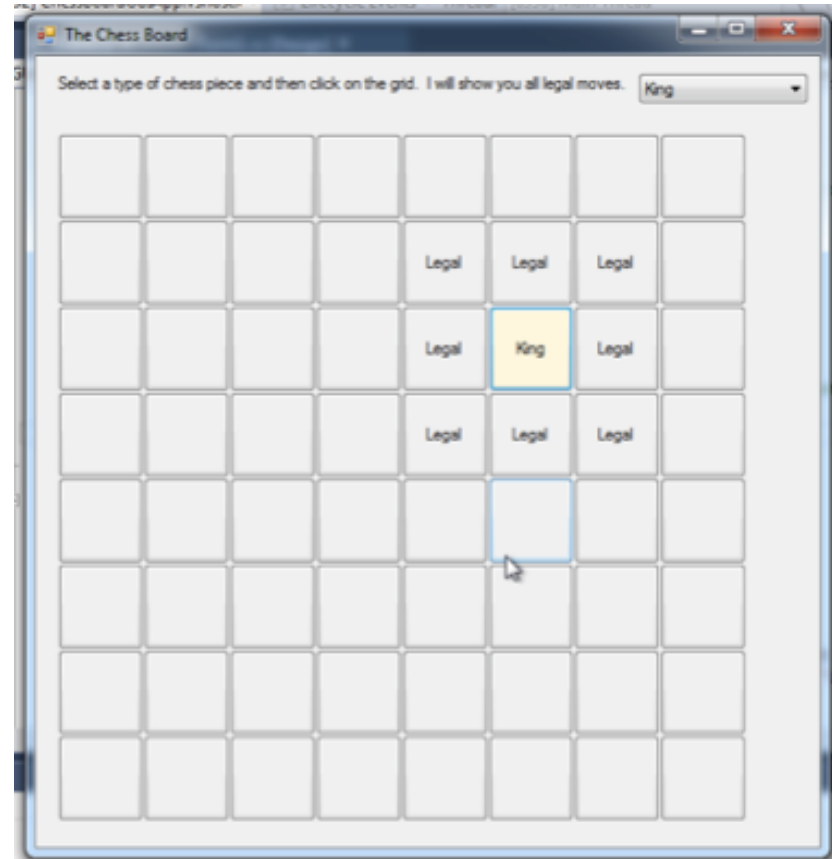 The Chess Board
Select a type of chess piece and then click on the grid. I will show you all legal moves.
King
Legal Legal Legal
Legal King Legal
Legal Legal Legal